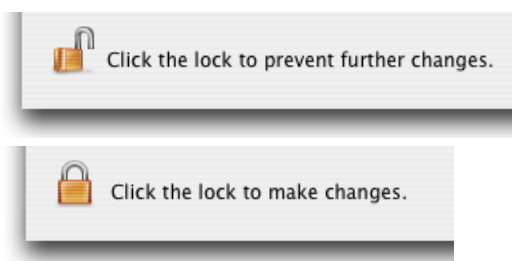 Click the lock to prevent further changes.
Click the lock to make changes.